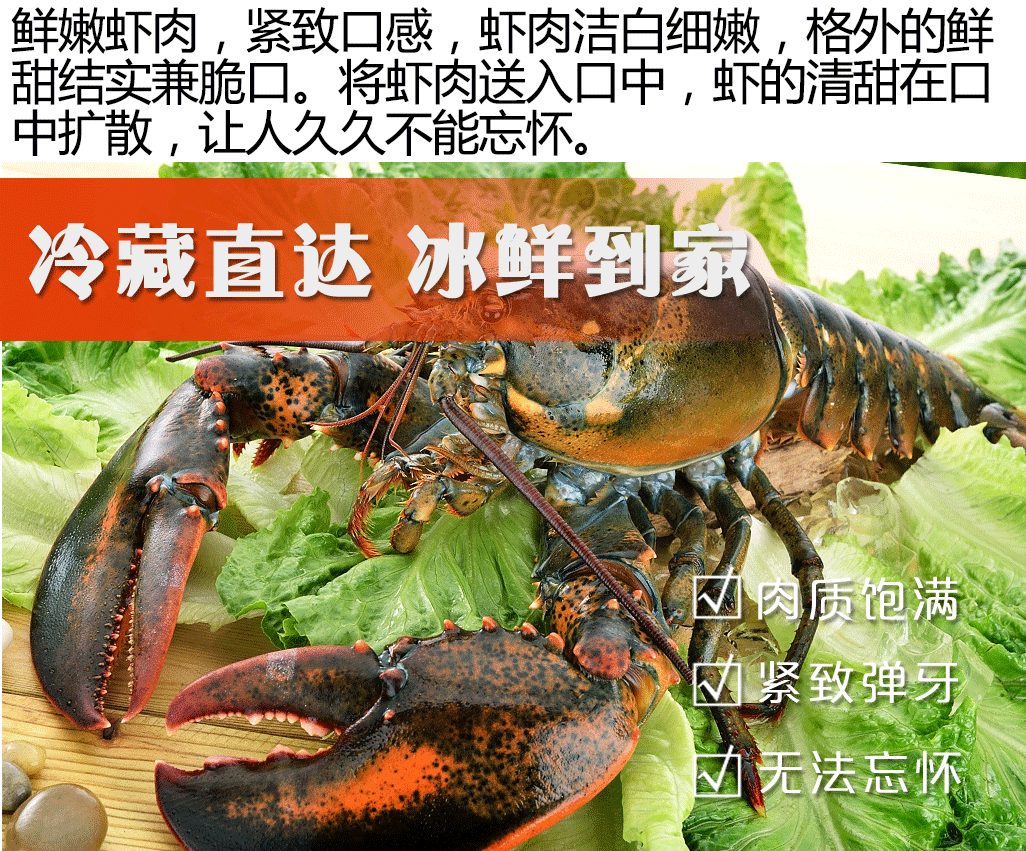 鲜嫩虾肉，紧致口感，虾肉洁白细嫩，格外的鲜
甜结实兼脆口。将虾肉送入口中，虾的清甜在口
中扩散，让人久久不能忘怀。
冷藏直达 冰鲜到家
肉质饱满
紧致弹牙
无法忘怀